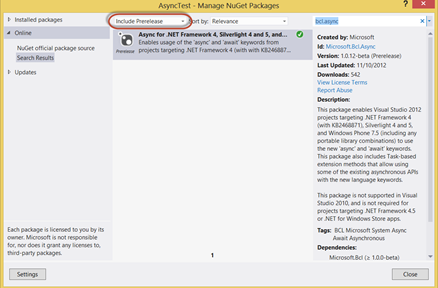 AsyncTest - Manage NuGet Packages
Installed packages
Online
NuGet official package source
Search Results
Updates
Each package is licensed to you by its
owner. Microsoft is not responsible
for, nor does it grant any licenses to,
third-party packages.
Settings
Include Prerelease
Sort by: Relevance
Async for .NET Framework 4, Silverlight 4 and 5, and...
Enables usage of the 'async' and 'await' keywords from
projects targeting .NET Framework 4 (with with KB2468871...
Prerelease
1
bcl.async
Created by: Microsoft
Id: Microsoft.Bcl.Async
Version: 1.0.12-beta (Prerelease)
Last Updated: 11/10/2012
Downloads: 542
View License Terms
Report Abuse
Description:
This package enables Visual Studio 2012
projects targeting .NET Framework 4
(with KB2468871), Silverlight 4 and 5,
and Windows Phone 7.5 (including any
portable library combinations) to use
the new 'async' and 'await' keywords.
This package also includes Task-based
extension methods that allow using
some of the existing asynchronous APIs
with the new language keywords.
This package is not supported in Visual
Studio 2010, and is not required for
projects targeting .NET Framework 4.5
or .NET for Windows Store apps.
Tags: BCL Microsoft System Async
Await Asynchronous
Dependencies:
Microsoft.Bcl (≥ 1.0.0-beta)
Close